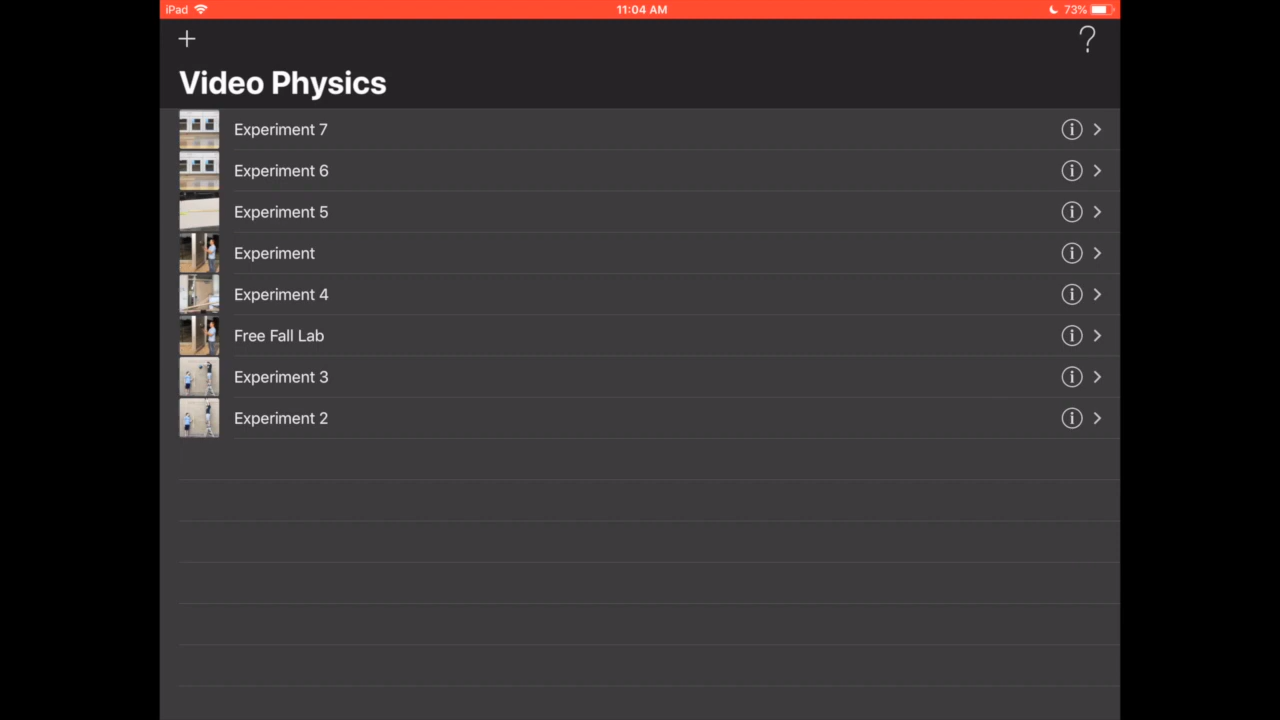 iPad 11:04 AM 73%
+ ?
Video Physics
Experiment 7
Experiment 6
Experiment 5
Experiment
Experiment 4
Free Fall Lab
Experiment 3
Experiment 2